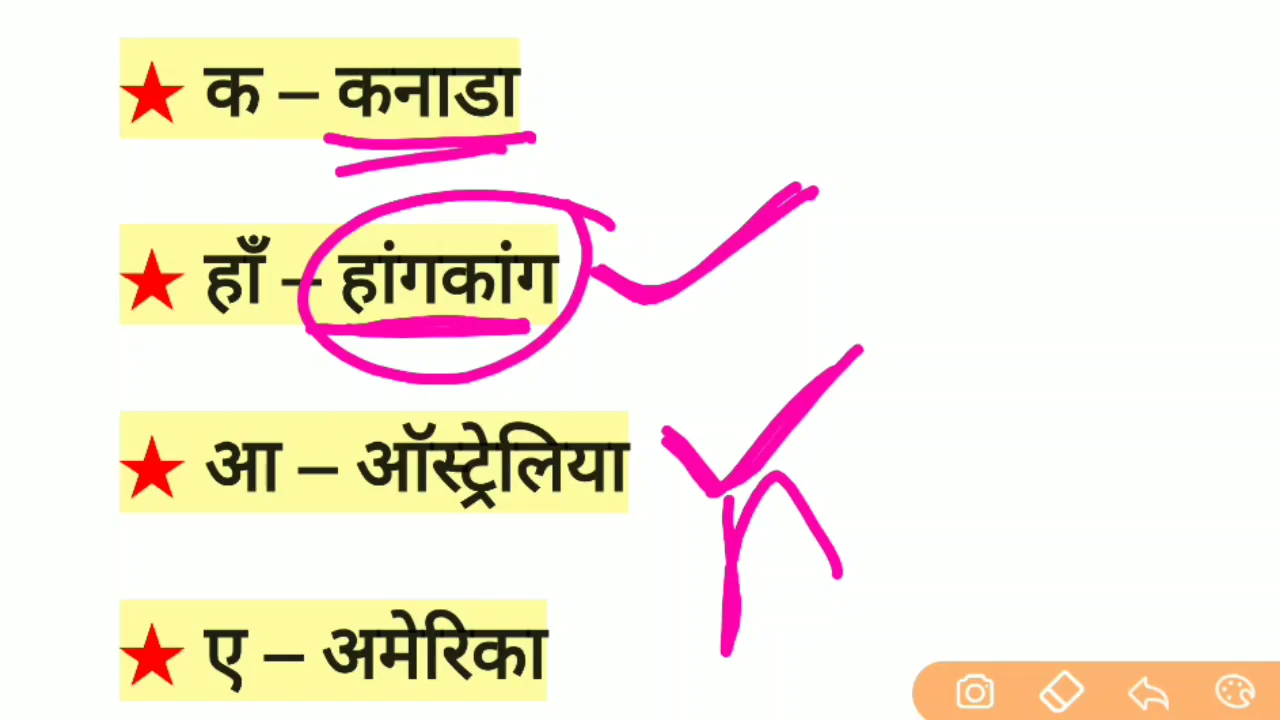 ★ क – कनाडा
★ हाँ – हांगकांग
★ आ – ऑस्ट्रेलिया
★ ए – अमेरिका